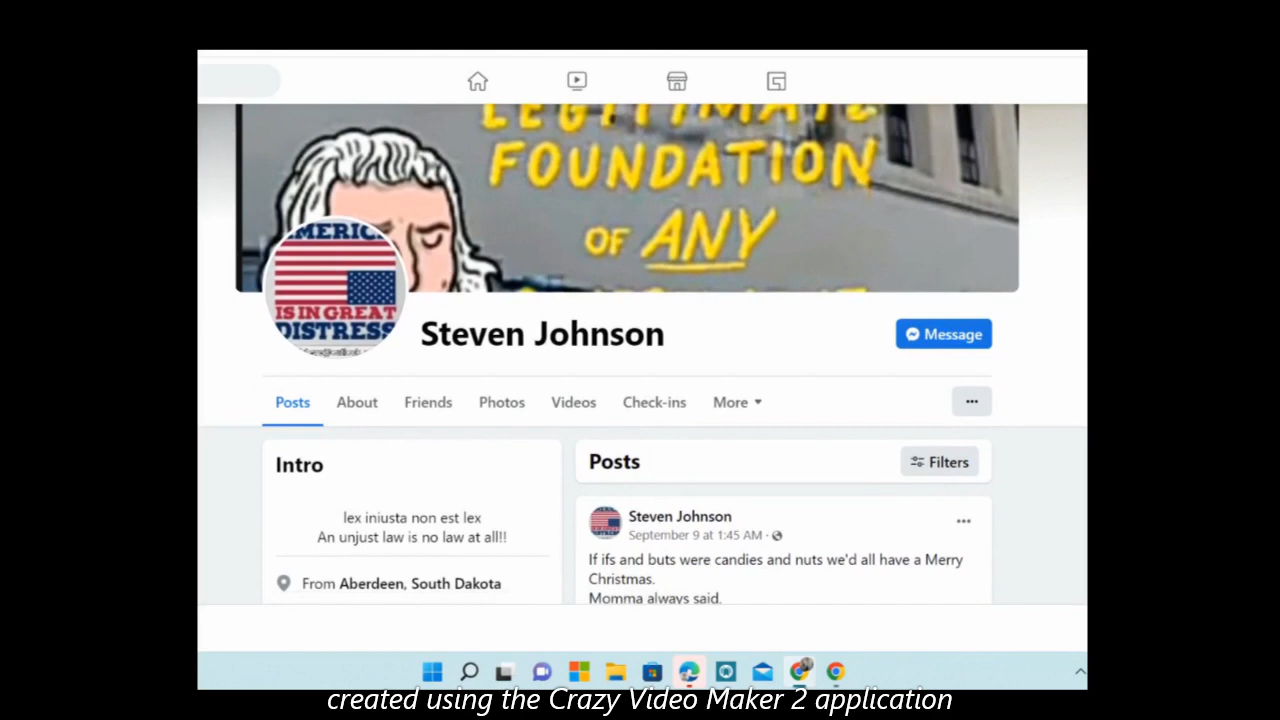 LEGITIMATE
FOUNDATION
OF ANY
AMERICA
IS IN GREAT
DISTRESS
Steven Johnson
Message
Posts
About
Friends
Photos
Videos
Check-ins
More
Intro
lex iniusta non est lex
An unjust law is no law at all!!
From Aberdeen, South Dakota
Posts
Filters
Steven Johnson
September 9 at 1:45 AM ·
If ifs and buts were candies and nuts we'd all have a Merry
Christmas.
Momma always said.
created using the Crazy Video Maker 2 application